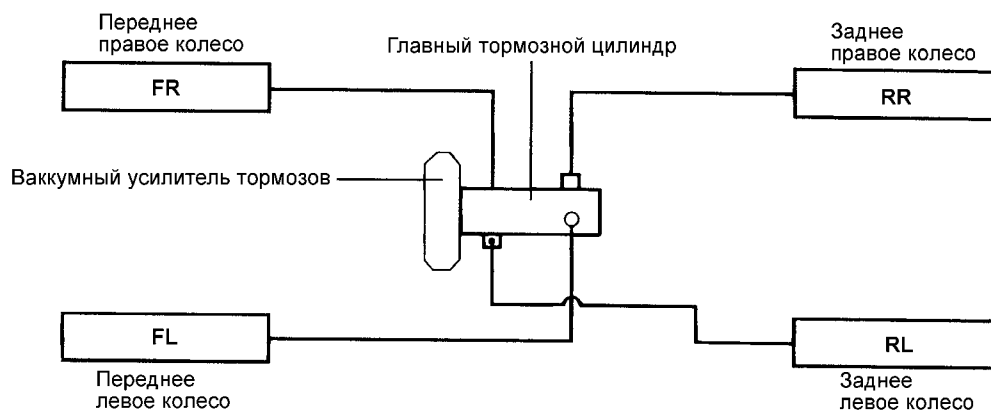 Переднее
правое колесо
FR
Главный тормозной цилиндр
Заднее
правое колесо
RR
Ваккумный усилитель тормозов
FL
Переднее
левое колесо
RL
Заднее
левое колесо